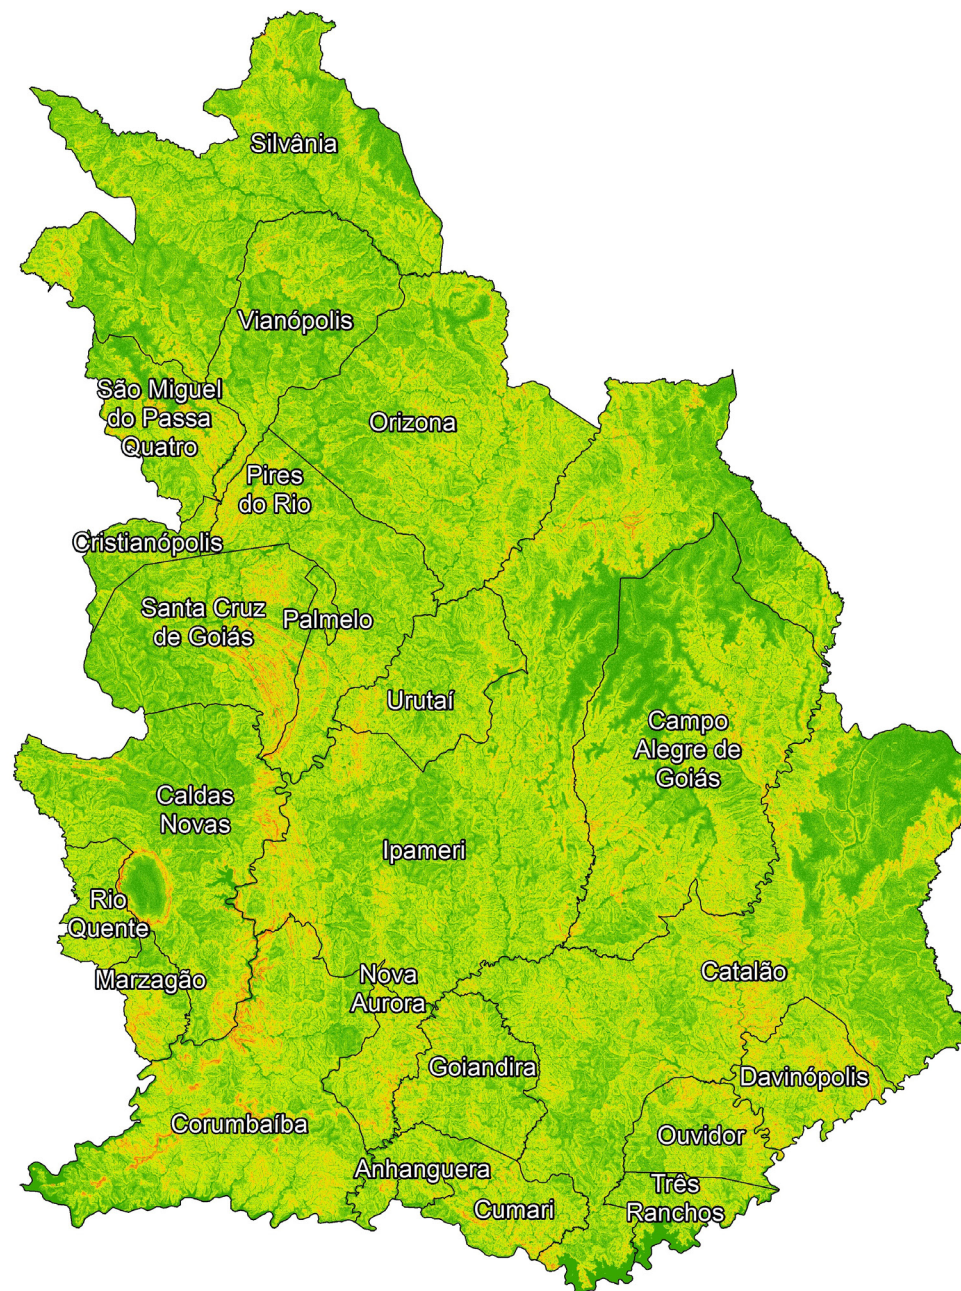 Silvânia
Vianópolis
São Miguel
do Passa
Quatro
Orizona
Pires
do Rio
Cristianópolis
Santa Cruz
de Goiás
Palmelo
Urutaí
Campo
Alegre de
Goiás
Caldas
Novas
Ipameri
Rio
Quente
Marzagão
Nova
Aurora
Catalão
Goiandira
Davinópolis
Corumbaíba
Ouvidor
Anhanguera
Três
Ranchos
Cumari